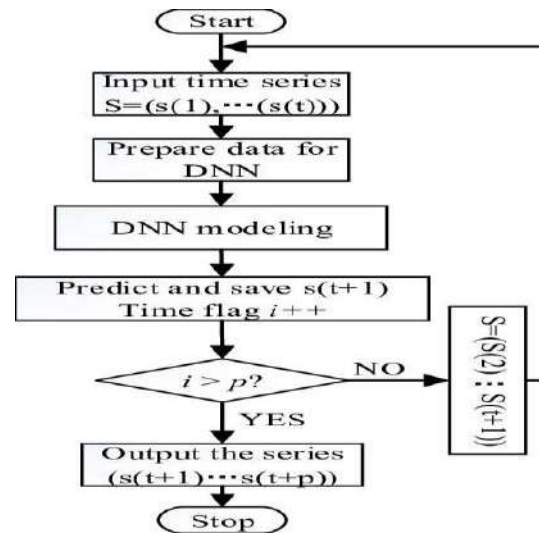 Start
Input time series
S=(s(1),···(s(t)))
Prepare data for
DNN
DNN modeling
Predict and save s(t+1)
Time flag i++
i > p?
NO
S=(S(2)⋮S(t+1))
YES
Output the series
(s(t+1)···s(t+p))
Stop